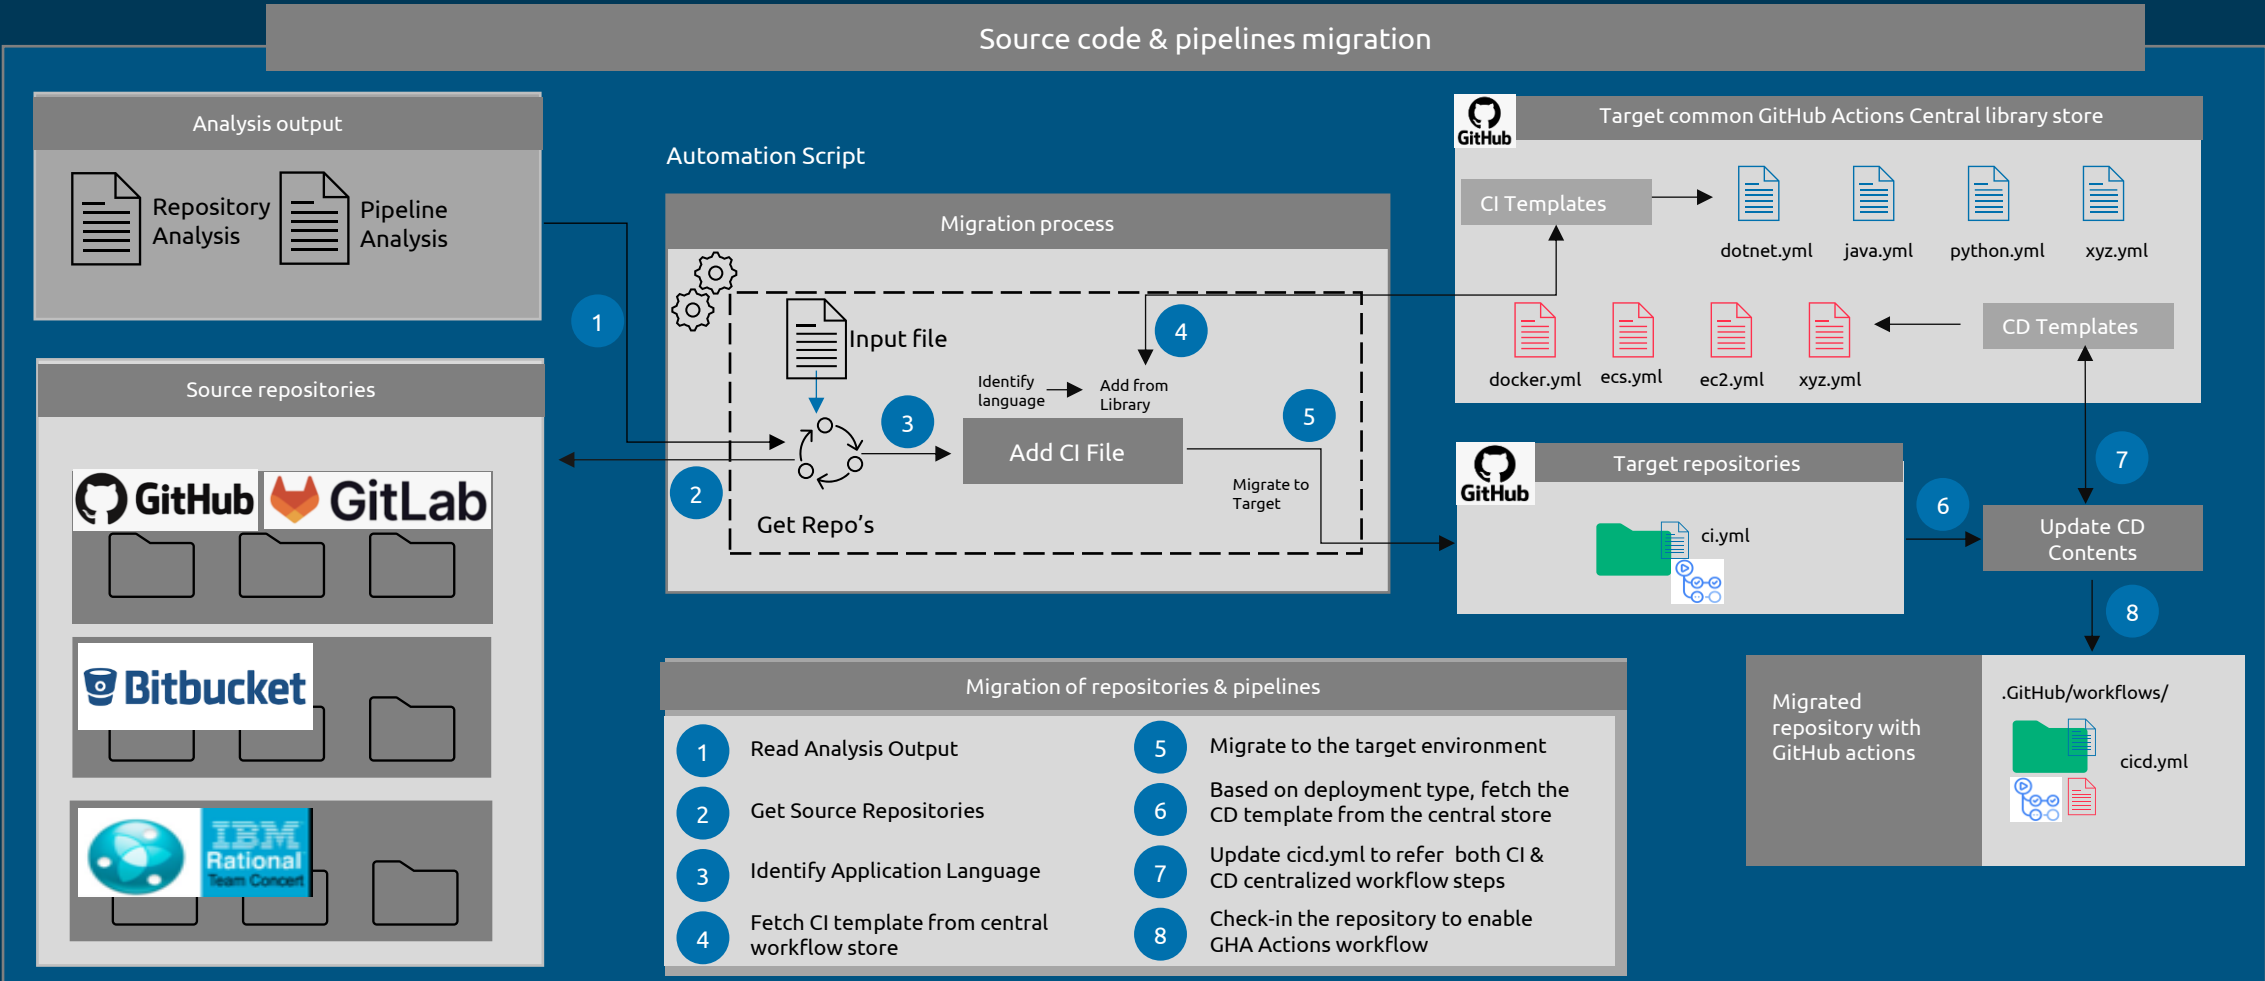 Source code & pipelines migration
Analysis output
Repository
Analysis
Pipeline
Analysis
Source repositories
GitHub
GitLab
Bitbucket
IBM
Rational
Team Concert
1
2
Automation Script
Migration process
Input file
Get Repo's
3
Identify
language
Add from
Library
4
Add CI File
5
Migrate to
Target
GitHub
Target common GitHub Actions Central library store
CI Templates
dotnet.yml
java.yml
python.yml
xyz.yml
docker.yml
ecs.yml
ec2.yml
xyz.yml
CD Templates
GitHub
Target repositories
ci.yml
6
7
Update CD
Contents
8
Migrated
repository with
GitHub actions
.GitHub/workflows/
cicd.yml
Migration of repositories & pipelines
1
Read Analysis Output
2
Get Source Repositories
3
Identify Application Language
4
Fetch CI template from central
workflow store
5
Migrate to the target environment
6
Based on deployment type, fetch the
CD template from the central store
7
Update cicd.yml to refer both CI &
CD centralized workflow steps
8
Check-in the repository to enable
GHA Actions workflow